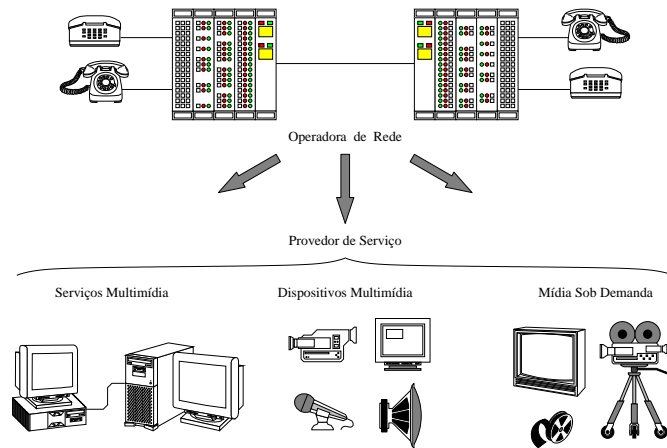 Operadora de Rede
Provedor de Serviço
Serviços Multimídia
Dispositivos Multimídia
Mídia Sob Demanda